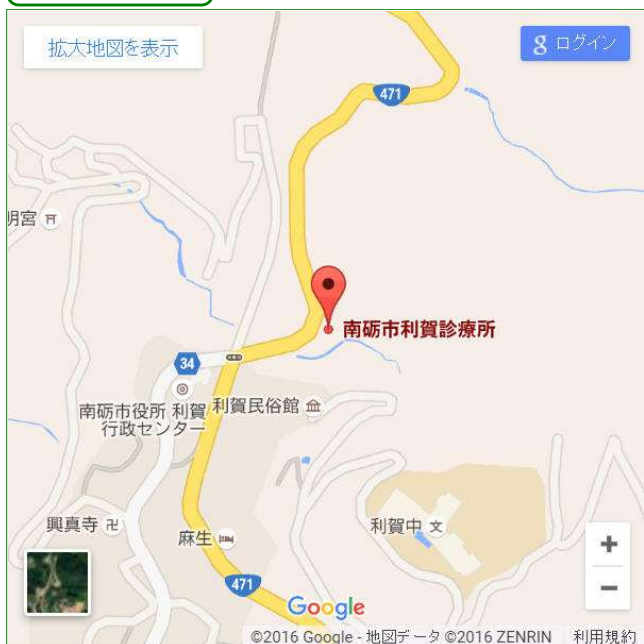 拡大地図を表示
g ログイン
471
明宮
南砺市利賀診療所
34
南砺市役所 利賀
行政センター
利賀民俗館
興真寺
麻生
利賀中 文
471
+
−
Google
©2016 Google - 地図データ ©2016 ZENRIN 利用規約